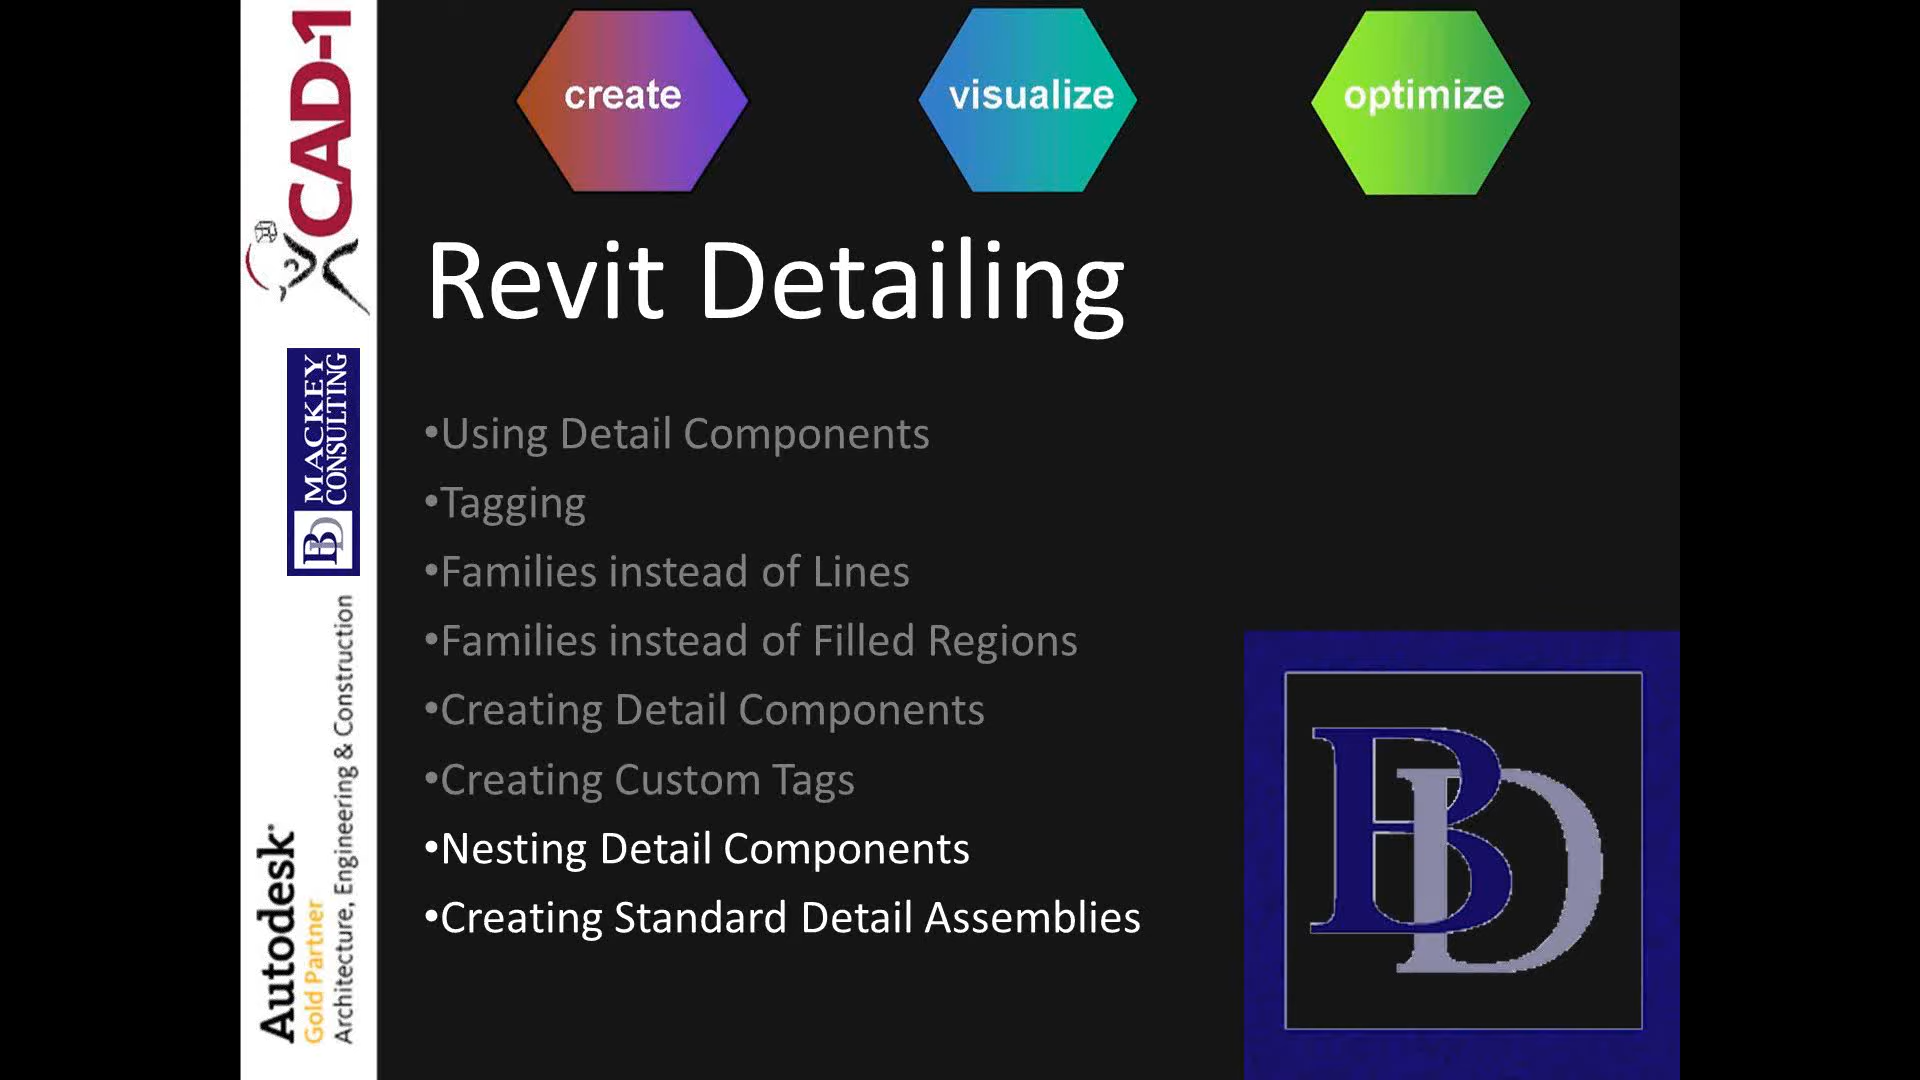 create
visualize
optimize
CAD-1
MACKEY
CONSULTING
BD
Autodesk®
Gold Partner
Architecture, Engineering & Construction
Revit Detailing
•Using Detail Components
•Tagging
•Families instead of Lines
•Families instead of Filled Regions
•Creating Detail Components
•Creating Custom Tags
•Nesting Detail Components
•Creating Standard Detail Assemblies
BD